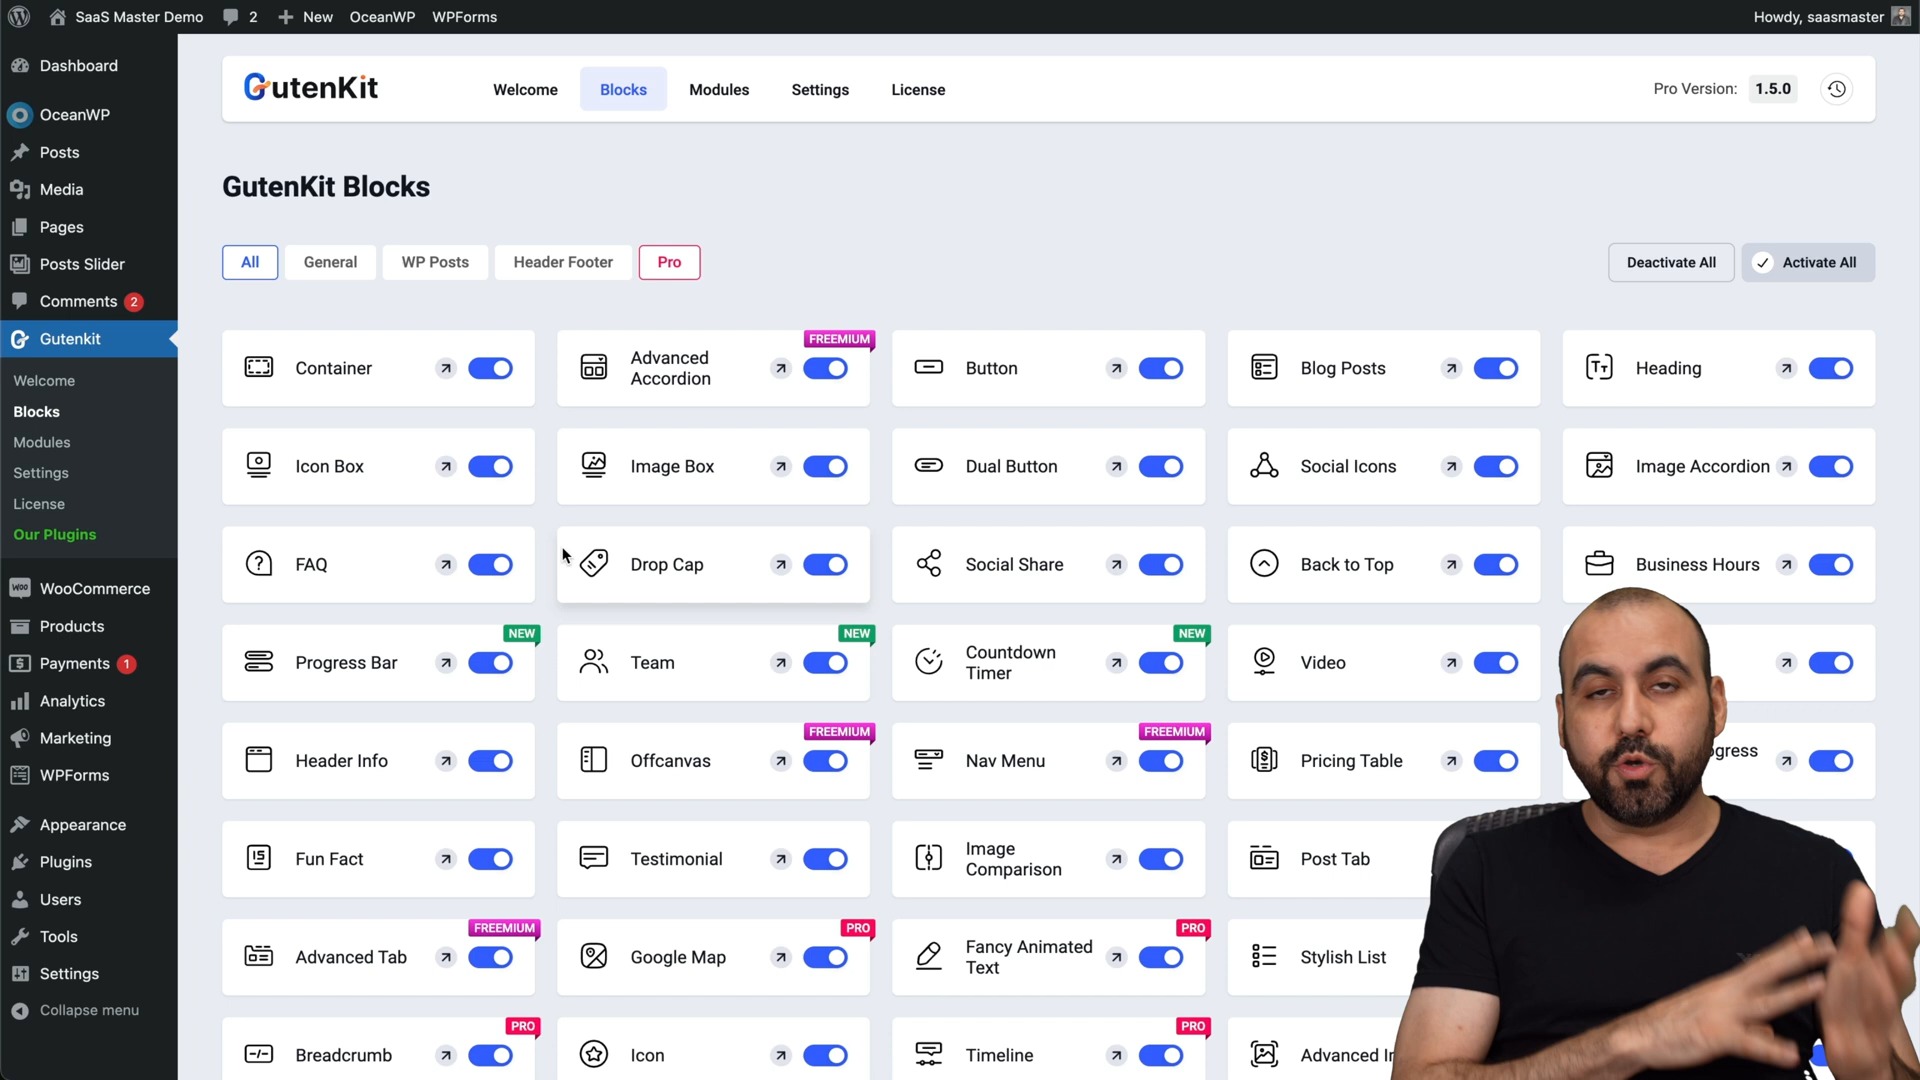 SaaS Master Demo
2
New
OceanWP
WPForms
Howdy, saasmaster
Dashboard
OceanWP
Posts
Media
Pages
Posts Slider
Comments 2
Gutenkit
Welcome
Blocks
Modules
Settings
License
Our Plugins
WooCommerce
Products
Payments 1
Analytics
Marketing
WPForms
Appearance
Plugins
Users
Tools
Settings
Collapse menu
GutenKit
Welcome
Blocks
Modules
Settings
License
Pro Version: 1.5.0
GutenKit Blocks
All
General
WP Posts
Header Footer
Pro
Deactivate All
Activate All
Container
FREEMIUM
Advanced
Accordion
Button
Blog Posts
Heading
Icon Box
Image Box
Dual Button
Social Icons
Image Accordion
FAQ
Drop Cap
Social Share
Back to Top
Business Hours
NEW
Progress Bar
NEW
Team
NEW
Countdown
Timer
Video
Header Info
FREEMIUM
Offcanvas
FREEMIUM
Nav Menu
Pricing Table
Fun Fact
Testimonial
Image
Comparison
Post Tab
FREEMIUM
Advanced Tab
PRO
Google Map
PRO
Fancy Animated
Text
Stylish List
PRO
Breadcrumb
Icon
PRO
Timeline
Advanced